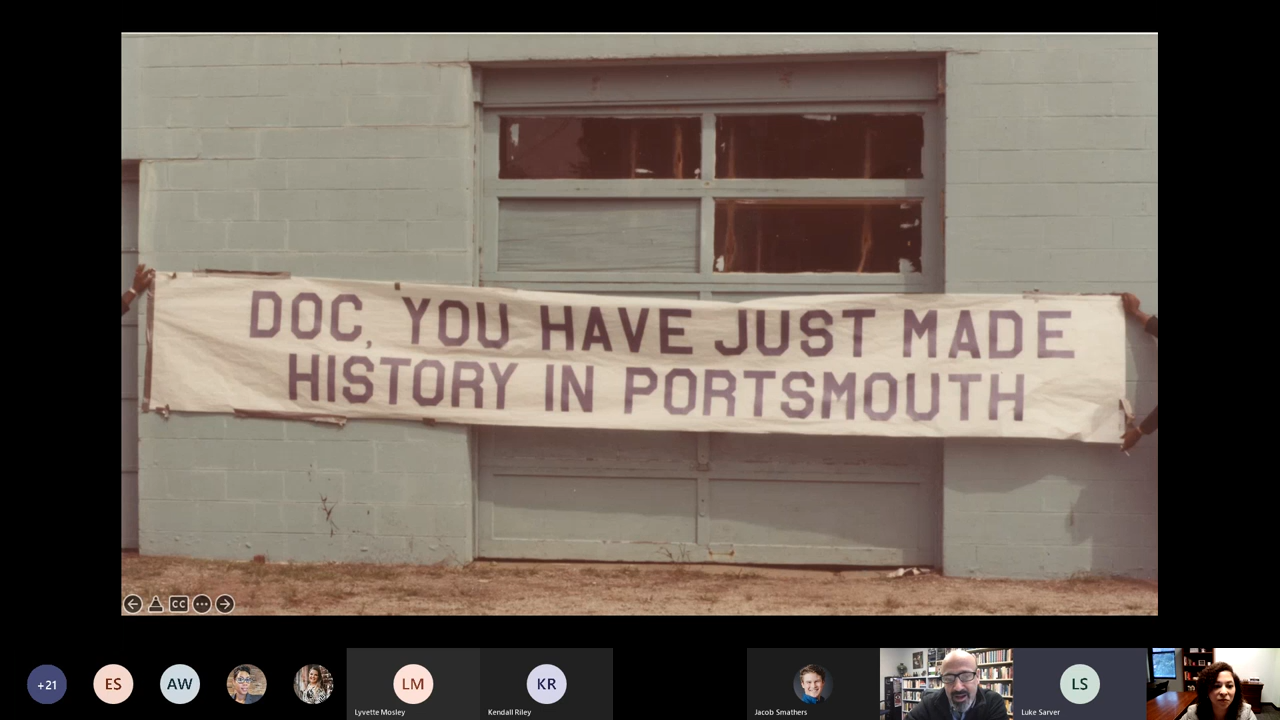 DOC, YOU HAVE JUST MADE
HISTORY IN PORTSMOUTH
CC
+21
ES
AW
LM
Lyvette Mosley
KR
Kendall Riley
Jacob Smathers
LS
Luke Sarver